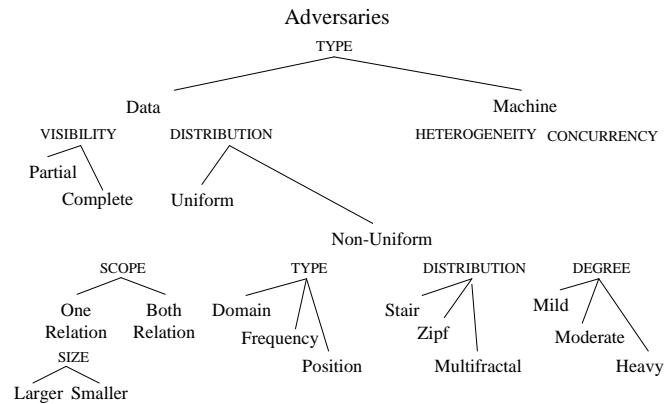 Adversaries
TYPE
Data Machine
VISIBILITY DISTRIBUTION HETEROGENEITY CONCURRENCY
Partial
Complete Uniform
Non-Uniform
SCOPE TYPE DISTRIBUTION DEGREE
One Both Domain Stair Mild
Relation Relation Frequency Zipf Moderate
SIZE Position Multifractal Heavy
Larger Smaller